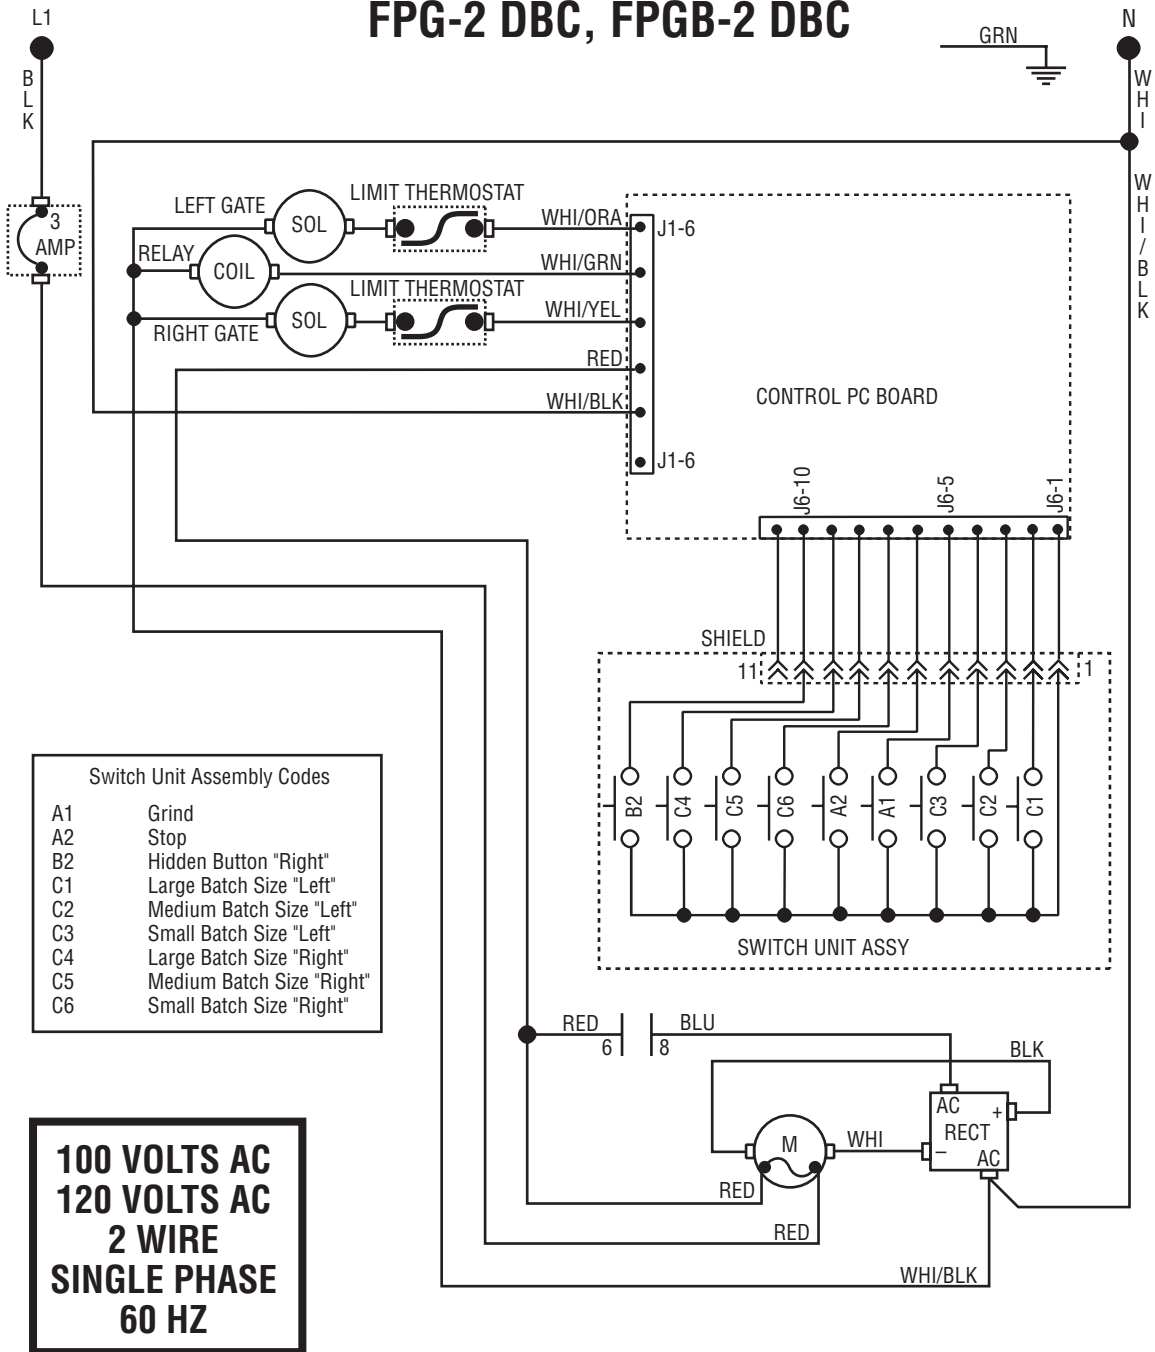 FPG-2 DBC, FPGB-2 DBC
L1
N
GRN
BLK
WHI
WHI/BLK
3
AMP
LEFT GATE
SOL
LIMIT THERMOSTAT
WHI/ORA
J1-6
RELAY
COIL
WHI/GRN
LIMIT THERMOSTAT
RIGHT GATE
SOL
WHI/YEL
RED
WHI/BLK
J1-6
CONTROL PC BOARD
J6-10
J6-5
J6-1
SHIELD
11
1
B2
C4
C5
C6
A2
A1
C3
C2
C1
SWITCH UNIT ASSY
Switch Unit Assembly Codes
A1 Grind
A2 Stop
B2 Hidden Button "Right"
C1 Large Batch Size "Left"
C2 Medium Batch Size "Left"
C3 Small Batch Size "Left"
C4 Large Batch Size "Right"
C5 Medium Batch Size "Right"
C6 Small Batch Size "Right"
RED
6
8
BLU
BLK
AC
+
RECT
–
AC
M
WHI
RED
RED
WHI/BLK
100 VOLTS AC
120 VOLTS AC
2 WIRE
SINGLE PHASE
60 HZ